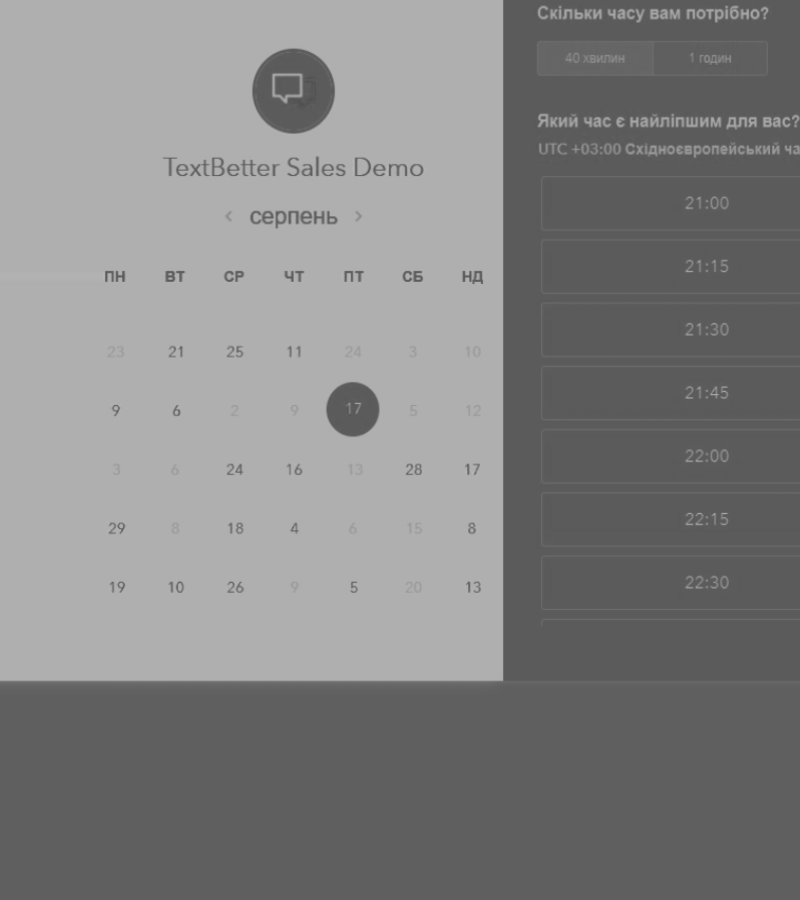 TextBetter Sales Demo
серпень
ПН ВТ СР ЧТ ПТ СБ НД
23 21 25 11 24 3 10
9 6 2 9 17 5 12
3 6 24 16 13 28 17
29 8 18 4 6 15 8
19 10 26 9 5 20 13
Скільки часу вам потрібно?
40 хвилин 1 годин
Який час є найліпшим для вас?
UTC +03:00 Східноєвропейський ча
21:00
21:15
21:30
21:45
22:00
22:15
22:30